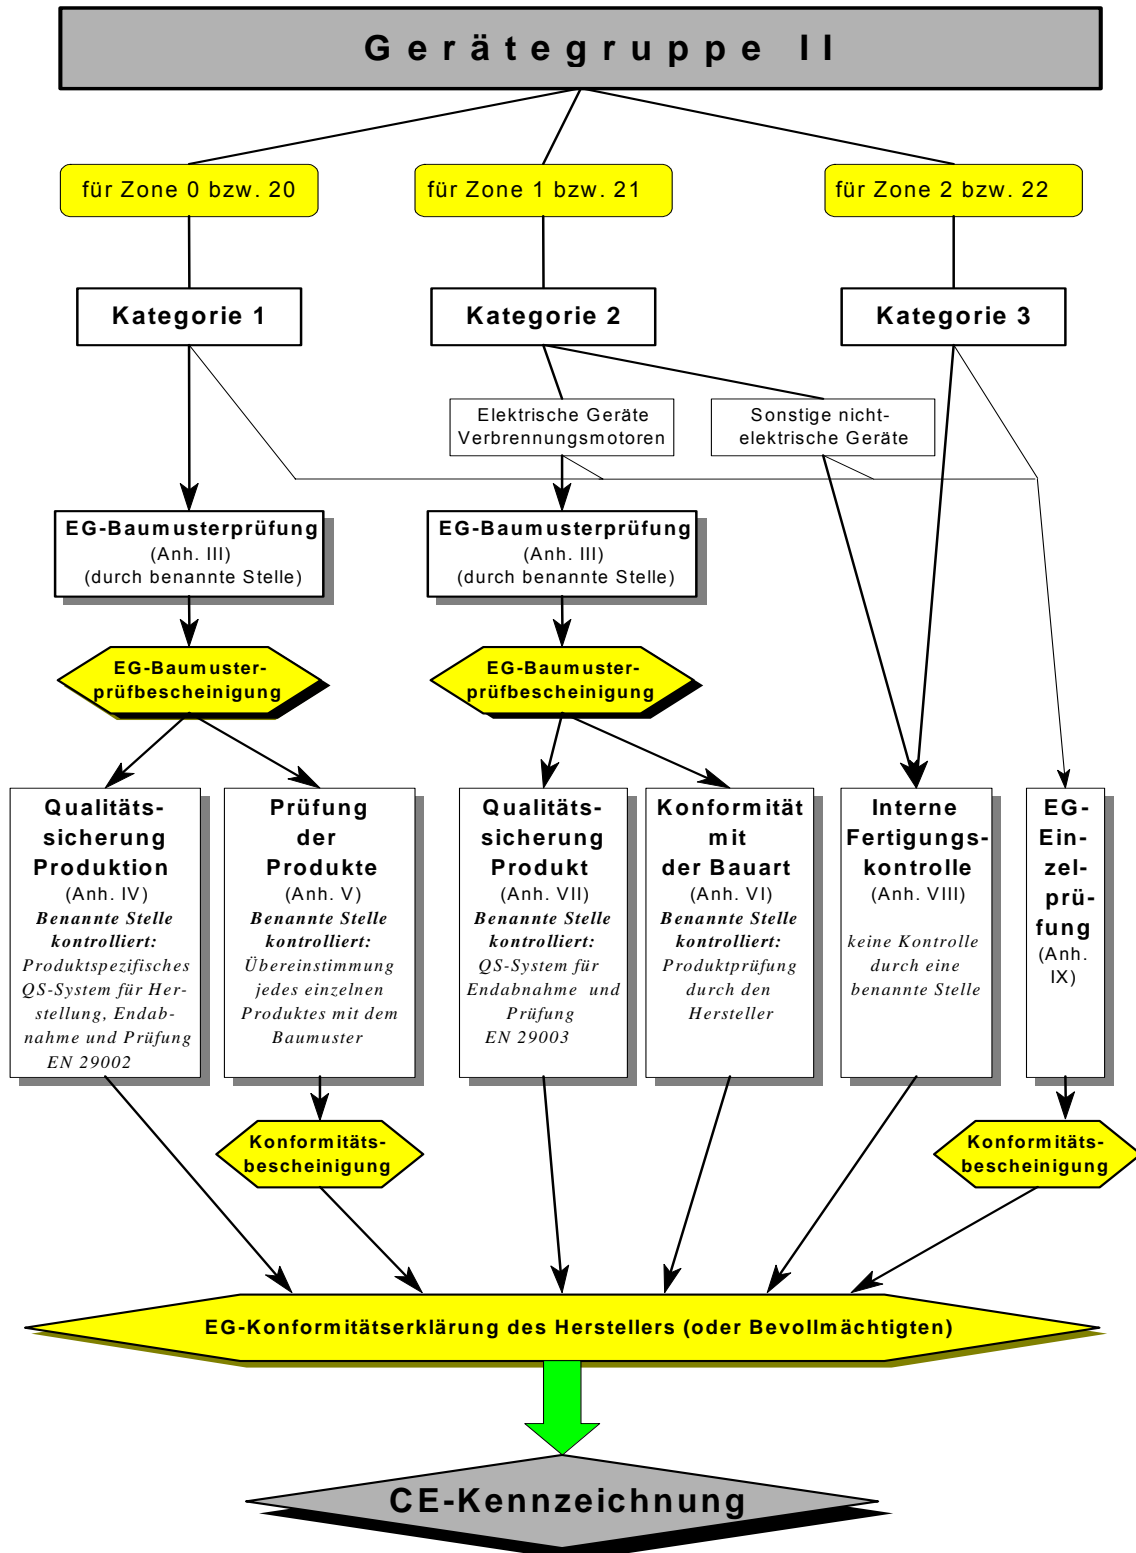 Gerätegruppe II
für Zone 0 bzw. 20
für Zone 1 bzw. 21
für Zone 2 bzw. 22
Kategorie 1
Kategorie 2
Kategorie 3
Elektrische Geräte
Verbrennungsmotoren
Sonstige nicht-
elektrische Geräte
EG-Baumusterprüfung
(Anh. III)
(durch benannte Stelle)
EG-Baumusterprüfung
(Anh. III)
(durch benannte Stelle)
EG-Baumuster-
prüfbescheinigung
EG-Baumuster-
prüfbescheinigung
Qualitäts-
sicherung
Produktion
(Anh. IV)
Benannte Stelle
kontrolliert:
Produktspezifisches
QS-System für Her-
stellung, Endab-
nahme und Prüfung
EN 29002
Prüfung
der
Produkte
(Anh. V)
Benannte Stelle
kontrolliert:
Übereinstimmung
jedes einzelnen
Produktes mit dem
Baumuster
Qualitäts-
sicherung
Produkt
(Anh. VII)
Benannte Stelle
kontrolliert:
QS-System für
Endabnahme und
Prüfung
EN 29003
Konformität
mit
der Bauart
(Anh. VI)
Benannte Stelle
kontrolliert:
Produktprüfung
durch den
Hersteller
Interne
Fertigungs-
kontrolle
(Anh. VIII)
keine Kontrolle
durch eine
benannte Stelle
EG-
Ein-
zel-
prü-
fung
(Anh.
IX)
Konformitäts-
bescheinigung
Konformitäts-
bescheinigung
EG-Konformitätserklärung des Herstellers (oder Bevollmächtigten)
CE-Kennzeichnung